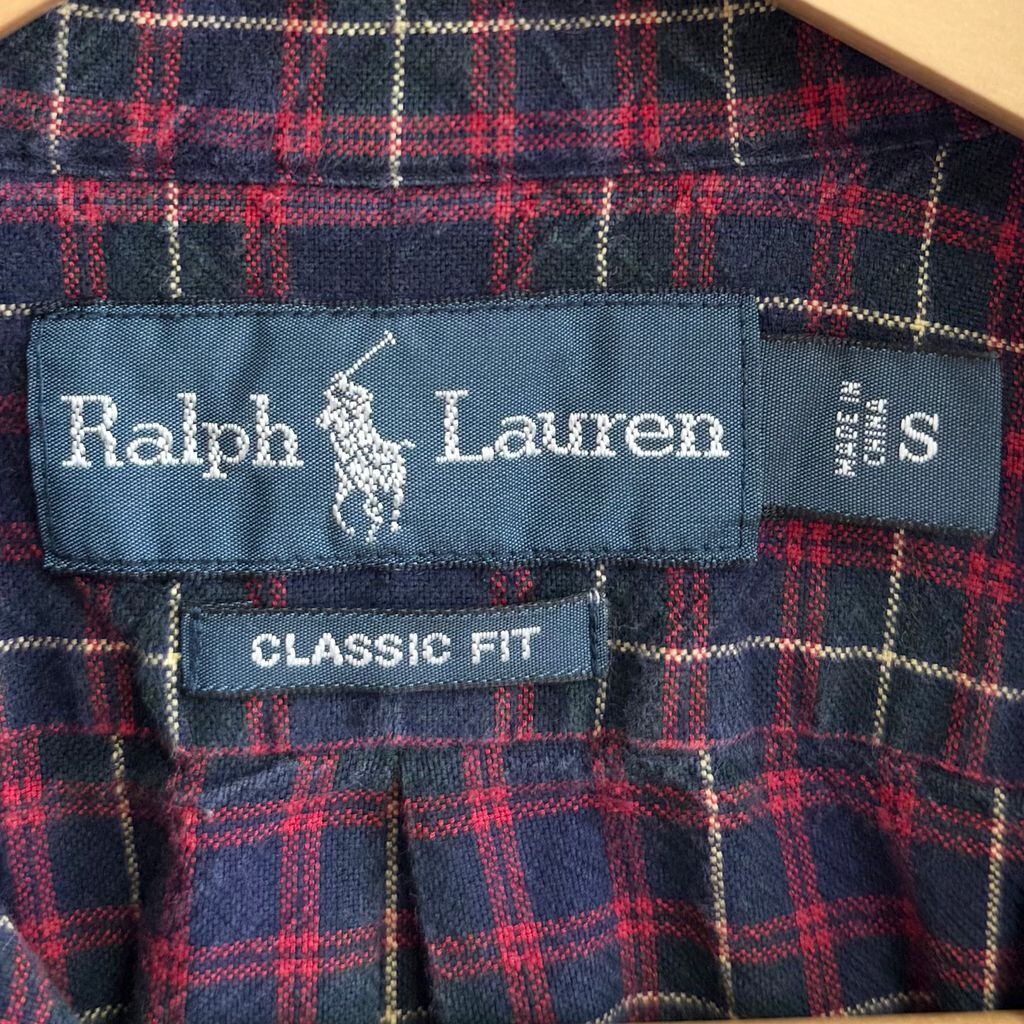 Ralph Lauren
MADE IN
CHINA
S
CLASSIC FIT